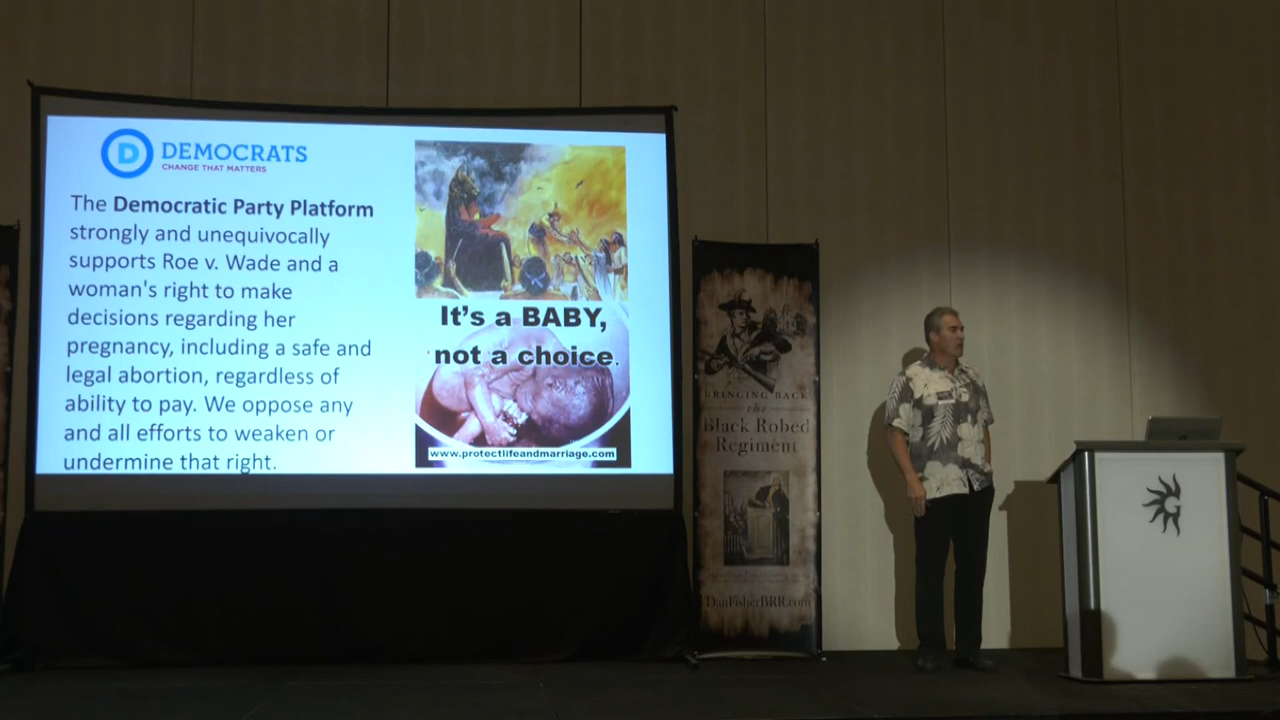 DEMOCRATS
CHANGE THAT MATTERS
The Democratic Party Platform
strongly and unequivocally
supports Roe v. Wade and a
woman's right to make
decisions regarding her
pregnancy, including a safe and
legal abortion, regardless of
ability to pay. We oppose any
and all efforts to weaken or
undermine that right.
It's a BABY,
not a choice.
www.protectlifeandmarriage.com
BRINGING BACK
the
Black Robed
Regiment
DanFisherBRR.com